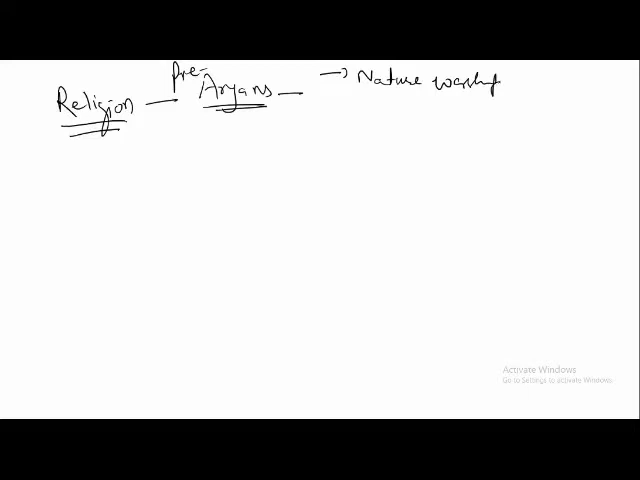 Religion — pre-Aryans — → Nature worship
Activate Windows
Go to Settings to activate Windows.